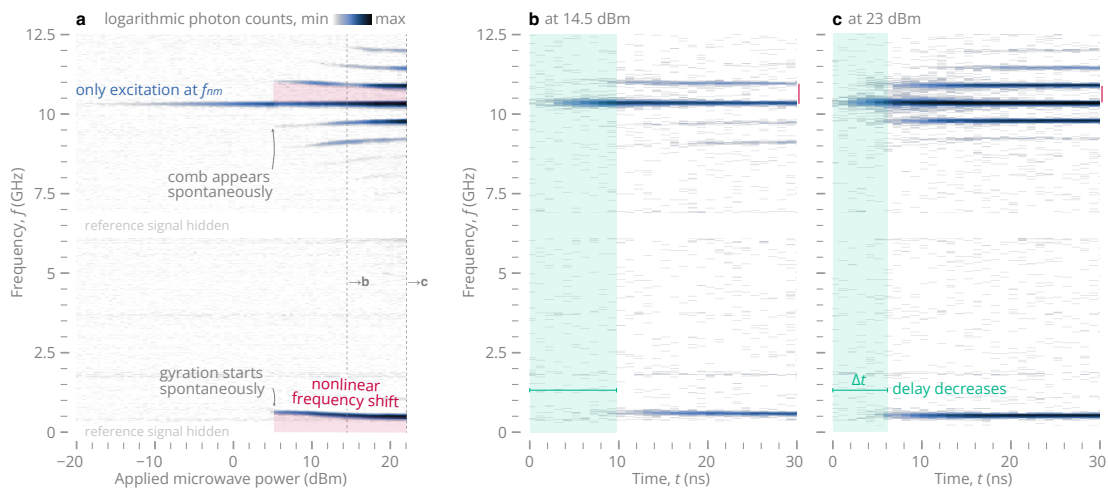 a logarithmic photon counts, min max
12.5
10
7.5
5
2.5
0
Frequency, f (GHz)
only excitation at fnm
comb appears
spontaneously
reference signal hidden
→b
→c
gyration starts
spontaneously
nonlinear
frequency shift
reference signal hidden
−20 −10 0 10 20
Applied microwave power (dBm)
b at 14.5 dBm
12.5
10
7.5
5
2.5
0
Frequency, f (GHz)
0 10 20 30
Time, t (ns)
c at 23 dBm
12.5
10
7.5
5
2.5
0
Δt
delay decreases
0 10 20 30
Time, t (ns)